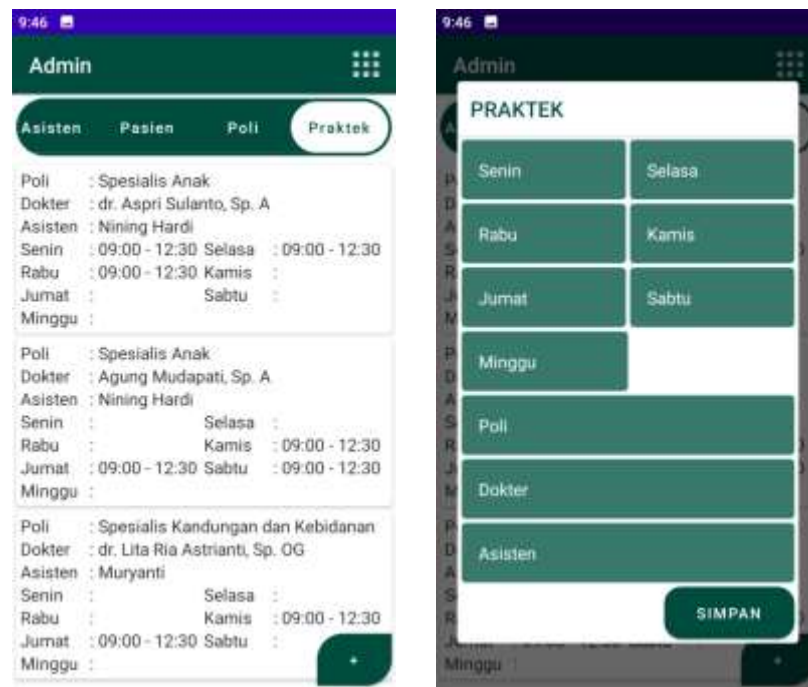 9:46
Admin
Asisten Pasien Poli Praktek
Poli : Spesialis Anak
Dokter : dr. Aspri Sulanto, Sp. A
Asisten : Nining Hardi
Senin : 09:00 - 12:30 Selasa : 09:00 - 12:30
Rabu : 09:00 - 12:30 Kamis :
Jumat : Sabtu :
Minggu :
Poli : Spesialis Anak
Dokter : Agung Mudapati, Sp. A
Asisten : Nining Hardi
Senin : Selasa :
Rabu : Kamis : 09:00 - 12:30
Jumat : 09:00 - 12:30 Sabtu : 09:00 - 12:30
Minggu :
Poli : Spesialis Kandungan dan Kebidanan
Dokter : dr. Lita Ria Astrianti, Sp. OG
Asisten : Muryanti
Senin : Selasa :
Rabu : Kamis : 09:00 - 12:30
Jumat : 09:00 - 12:30 Sabtu :
Minggu :
+
9:46
Admin
PRAKTEK
Senin Selasa
Rabu Kamis
Jumat Sabtu
Minggu
Poli
Dokter
Asisten
SIMPAN
Minggu :